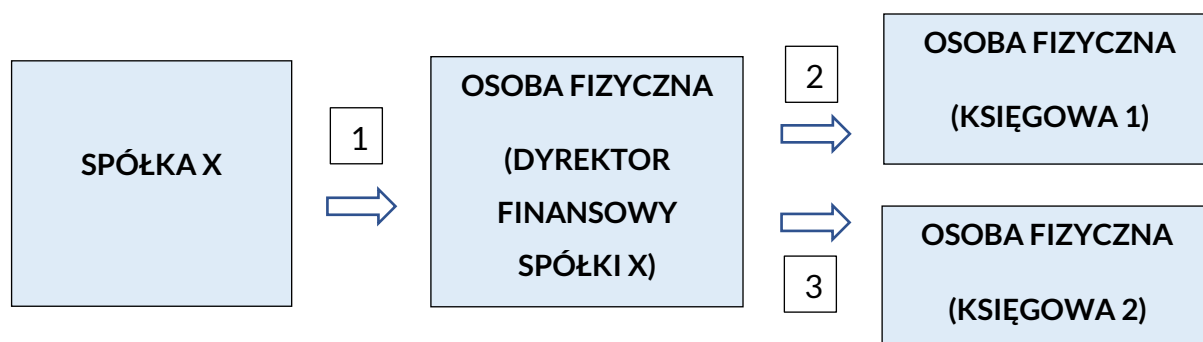 SPÓŁKA X
1
OSOBA FIZYCZNA
(DYREKTOR
FINANSOWY
SPÓŁKI X)
2
3
OSOBA FIZYCZNA
(KSIĘGOWA 1)
OSOBA FIZYCZNA
(KSIĘGOWA 2)